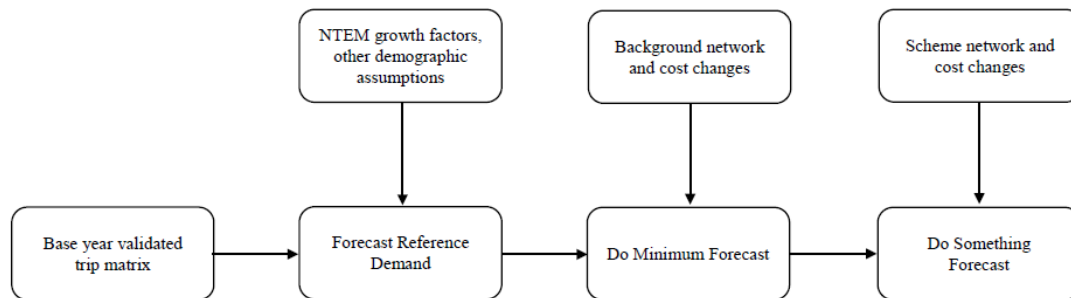 NTEM growth factors,
other demographic
assumptions
Background network
and cost changes
Scheme network and
cost changes
Base year validated
trip matrix
Forecast Reference
Demand
Do Minimum Forecast
Do Something
Forecast